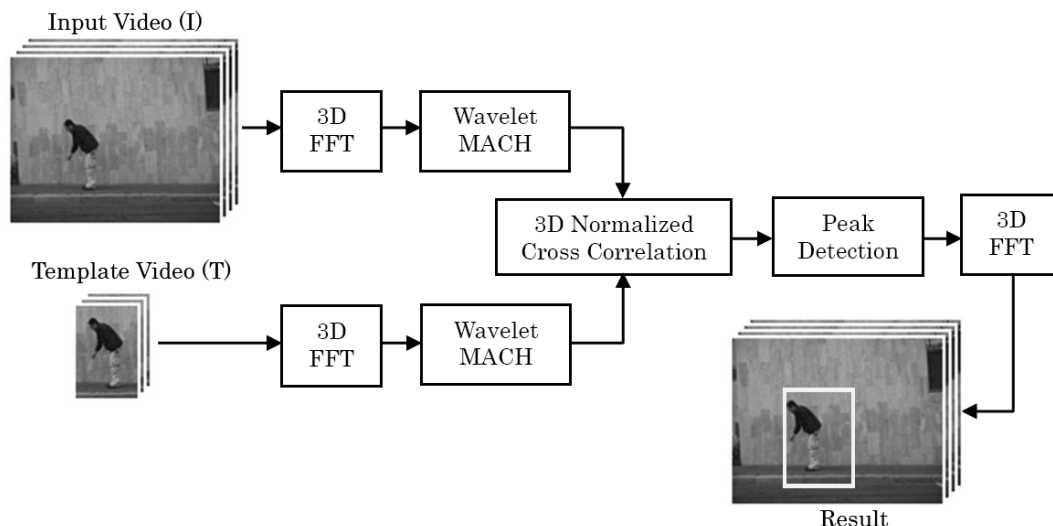 Input Video (I)
3D
FFT
Wavelet
MACH
3D Normalized
Cross Correlation
Peak
Detection
3D
FFT
Template Video (T)
3D
FFT
Wavelet
MACH
Result